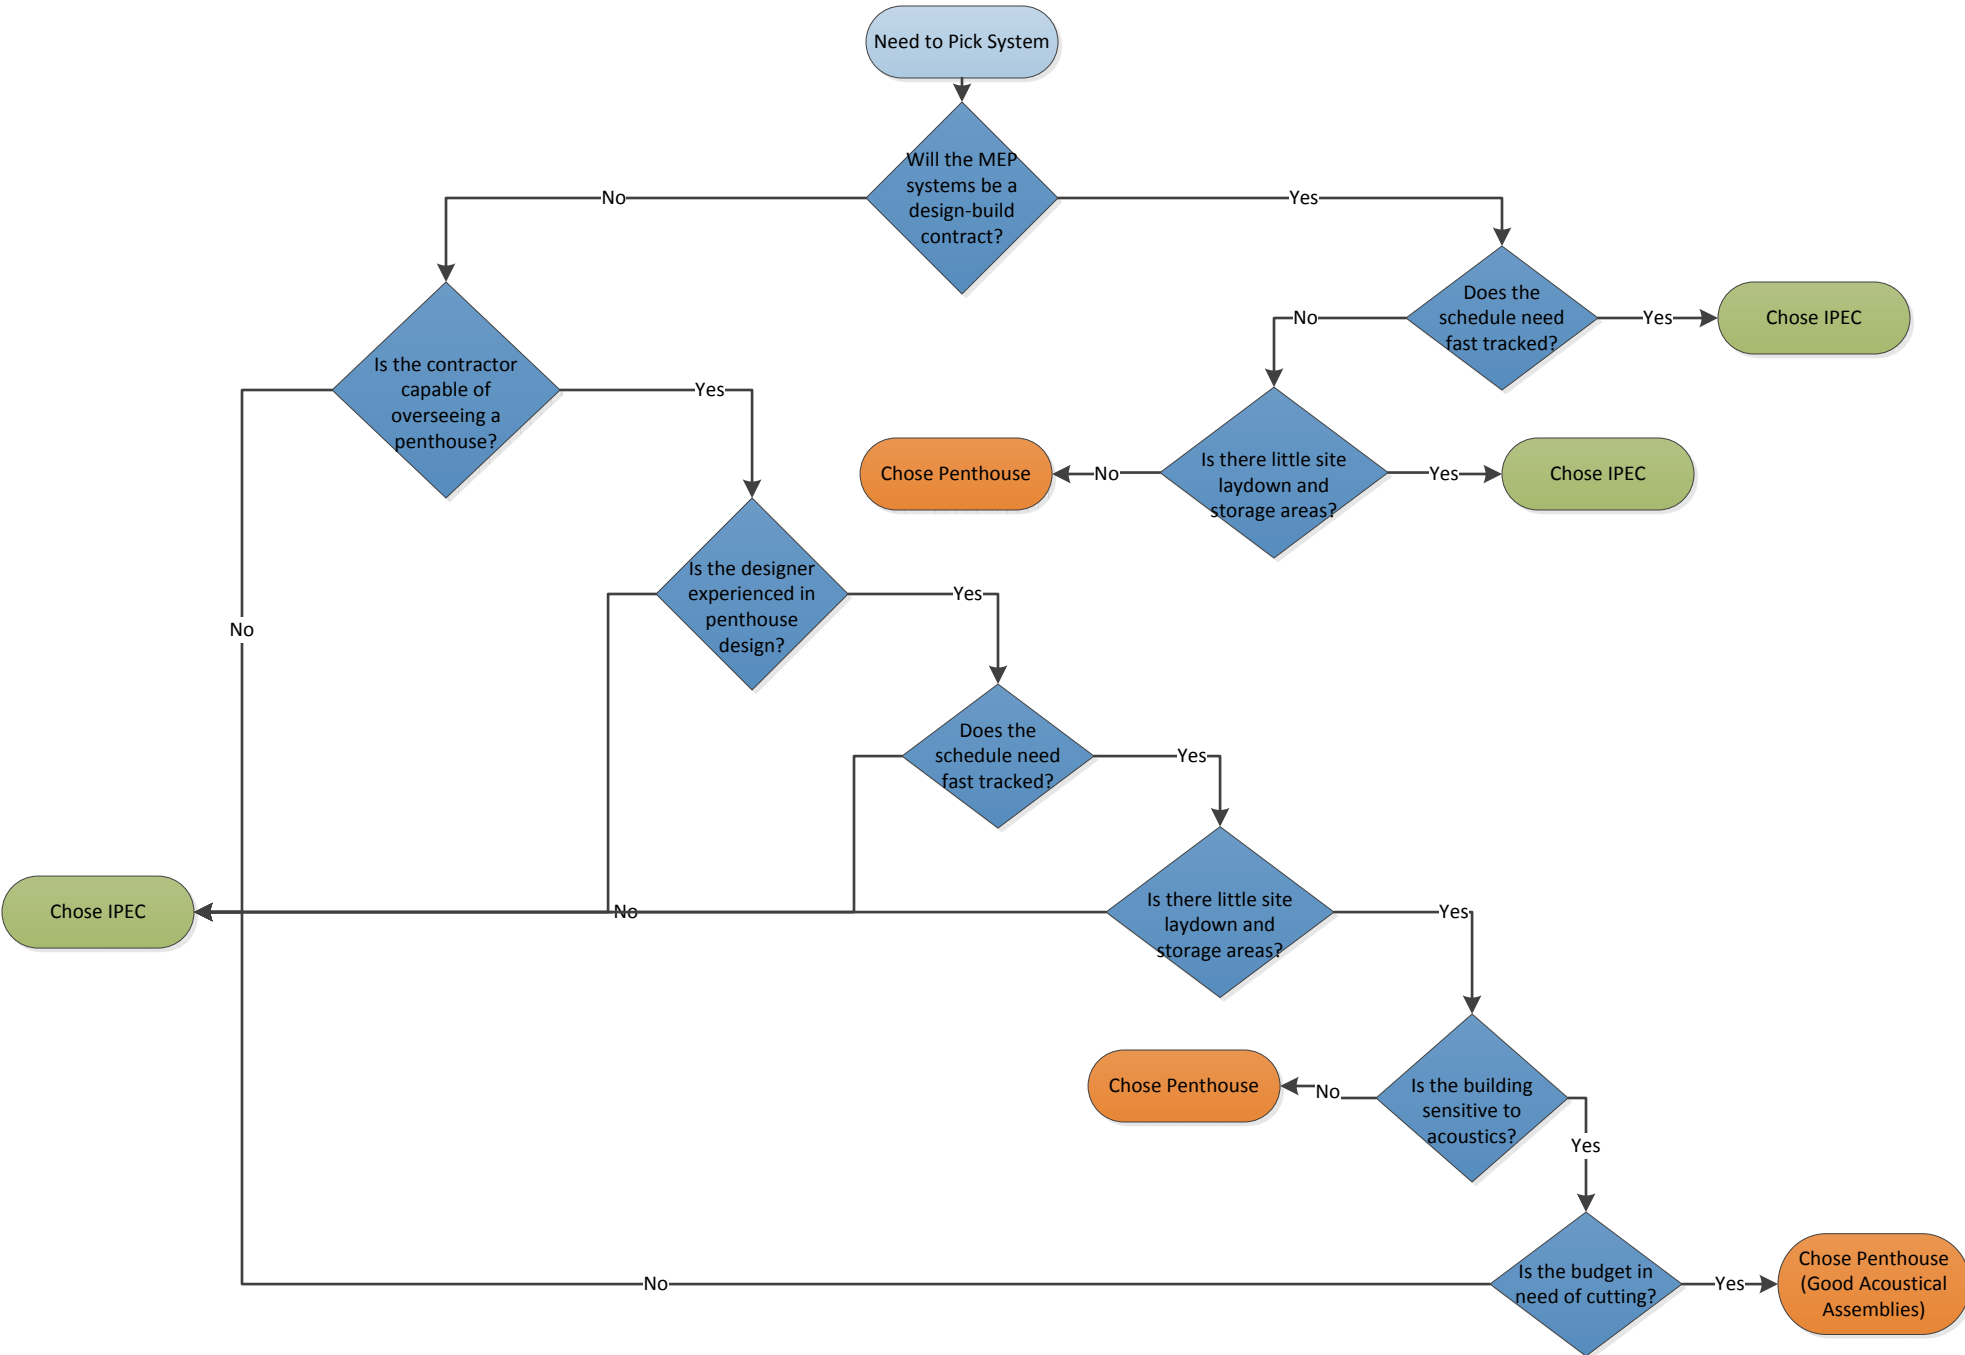 Need to Pick System
Will the MEP
systems be a
design-build
contract?
No
Yes
Does the
schedule need
fast tracked?
No
Yes
Chose IPEC
Is the contractor
capable of
overseeing a
penthouse?
Yes
No
Chose Penthouse
No
Is there little site
laydown and
storage areas?
Yes
Chose IPEC
Is the designer
experienced in
penthouse
design?
Yes
Does the
schedule need
fast tracked?
Yes
Chose IPEC
No
Is there little site
laydown and
storage areas?
Yes
Chose Penthouse
No
Is the building
sensitive to
acoustics?
Yes
No
Is the budget in
need of cutting?
Yes
Chose Penthouse
(Good Acoustical
Assemblies)